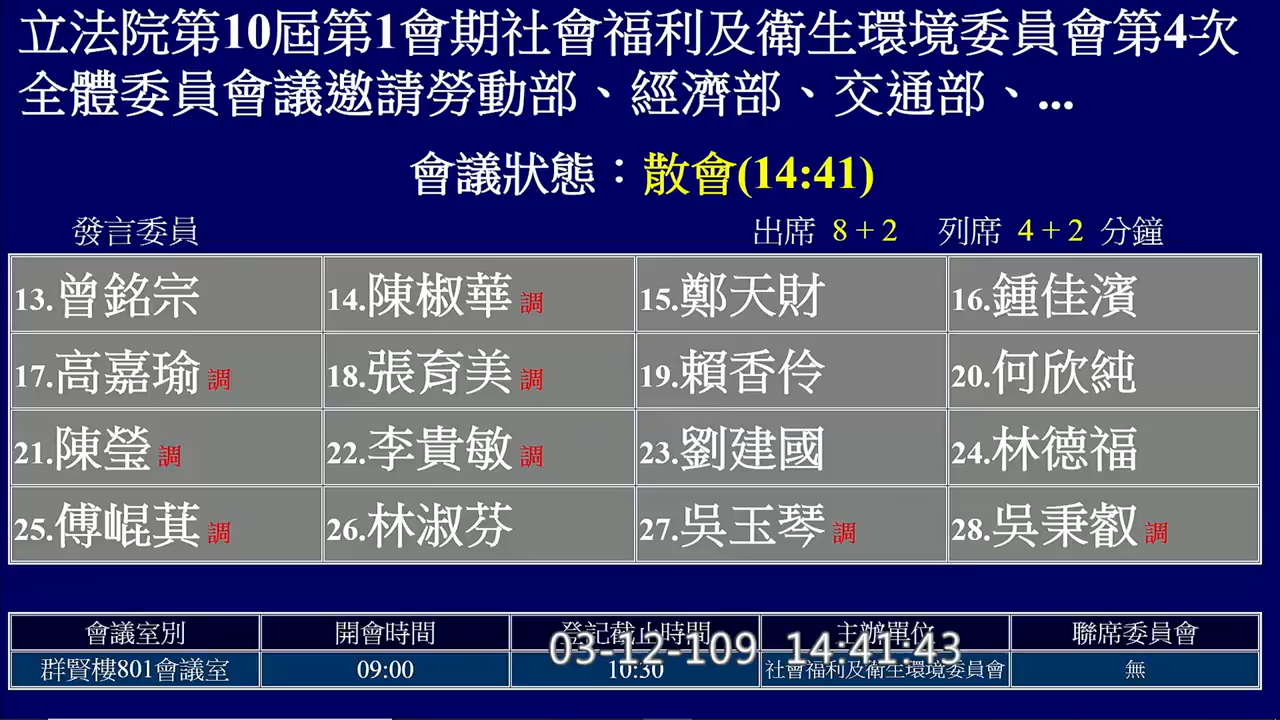 立法院第10屆第1會期社會福利及衛生環境委員會第4次
全體委員會議邀請勞動部、經濟部、交通部、...
會議狀態：散會(14:41)
發言委員 出席 8 + 2 列席 4 + 2 分鐘
13.曾銘宗 14.陳椒華 調 15.鄭天財 16.鍾佳濱
17.高嘉瑜 調 18.張育美 調 19.賴香伶 20.何欣純
21.陳瑩 調 22.李貴敏 調 23.劉建國 24.林德福
25.傅崐萁 調 26.林淑芬 27.吳玉琴 調 28.吳秉叡 調
會議室別 開會時間 登記截止時間 主辦單位 聯席委員會
03-12-109 14:41:43
群賢樓801會議室 09:00 10:30 社會福利及衛生環境委員會 無